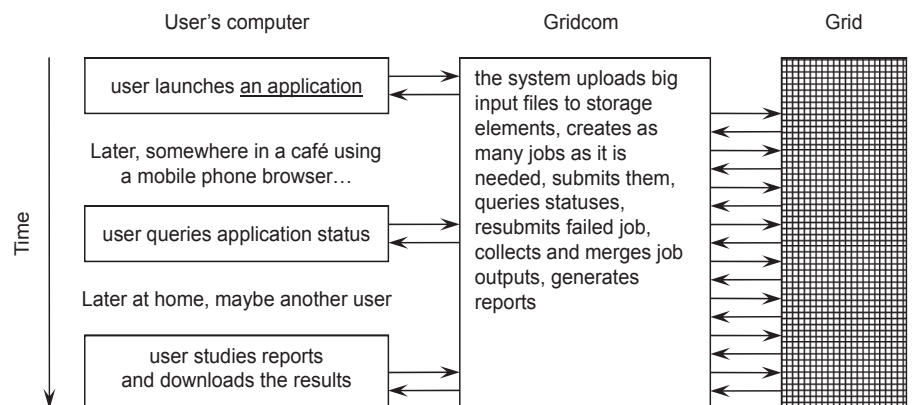 User's computer
Gridcom
Grid
Time
user launches an application
Later, somewhere in a café using
a mobile phone browser…
user queries application status
Later at home, maybe another user
user studies reports
and downloads the results
the system uploads big
input files to storage
elements, creates as
many jobs as it is
needed, submits them,
queries statuses,
resubmits failed job,
collects and merges job
outputs, generates
reports